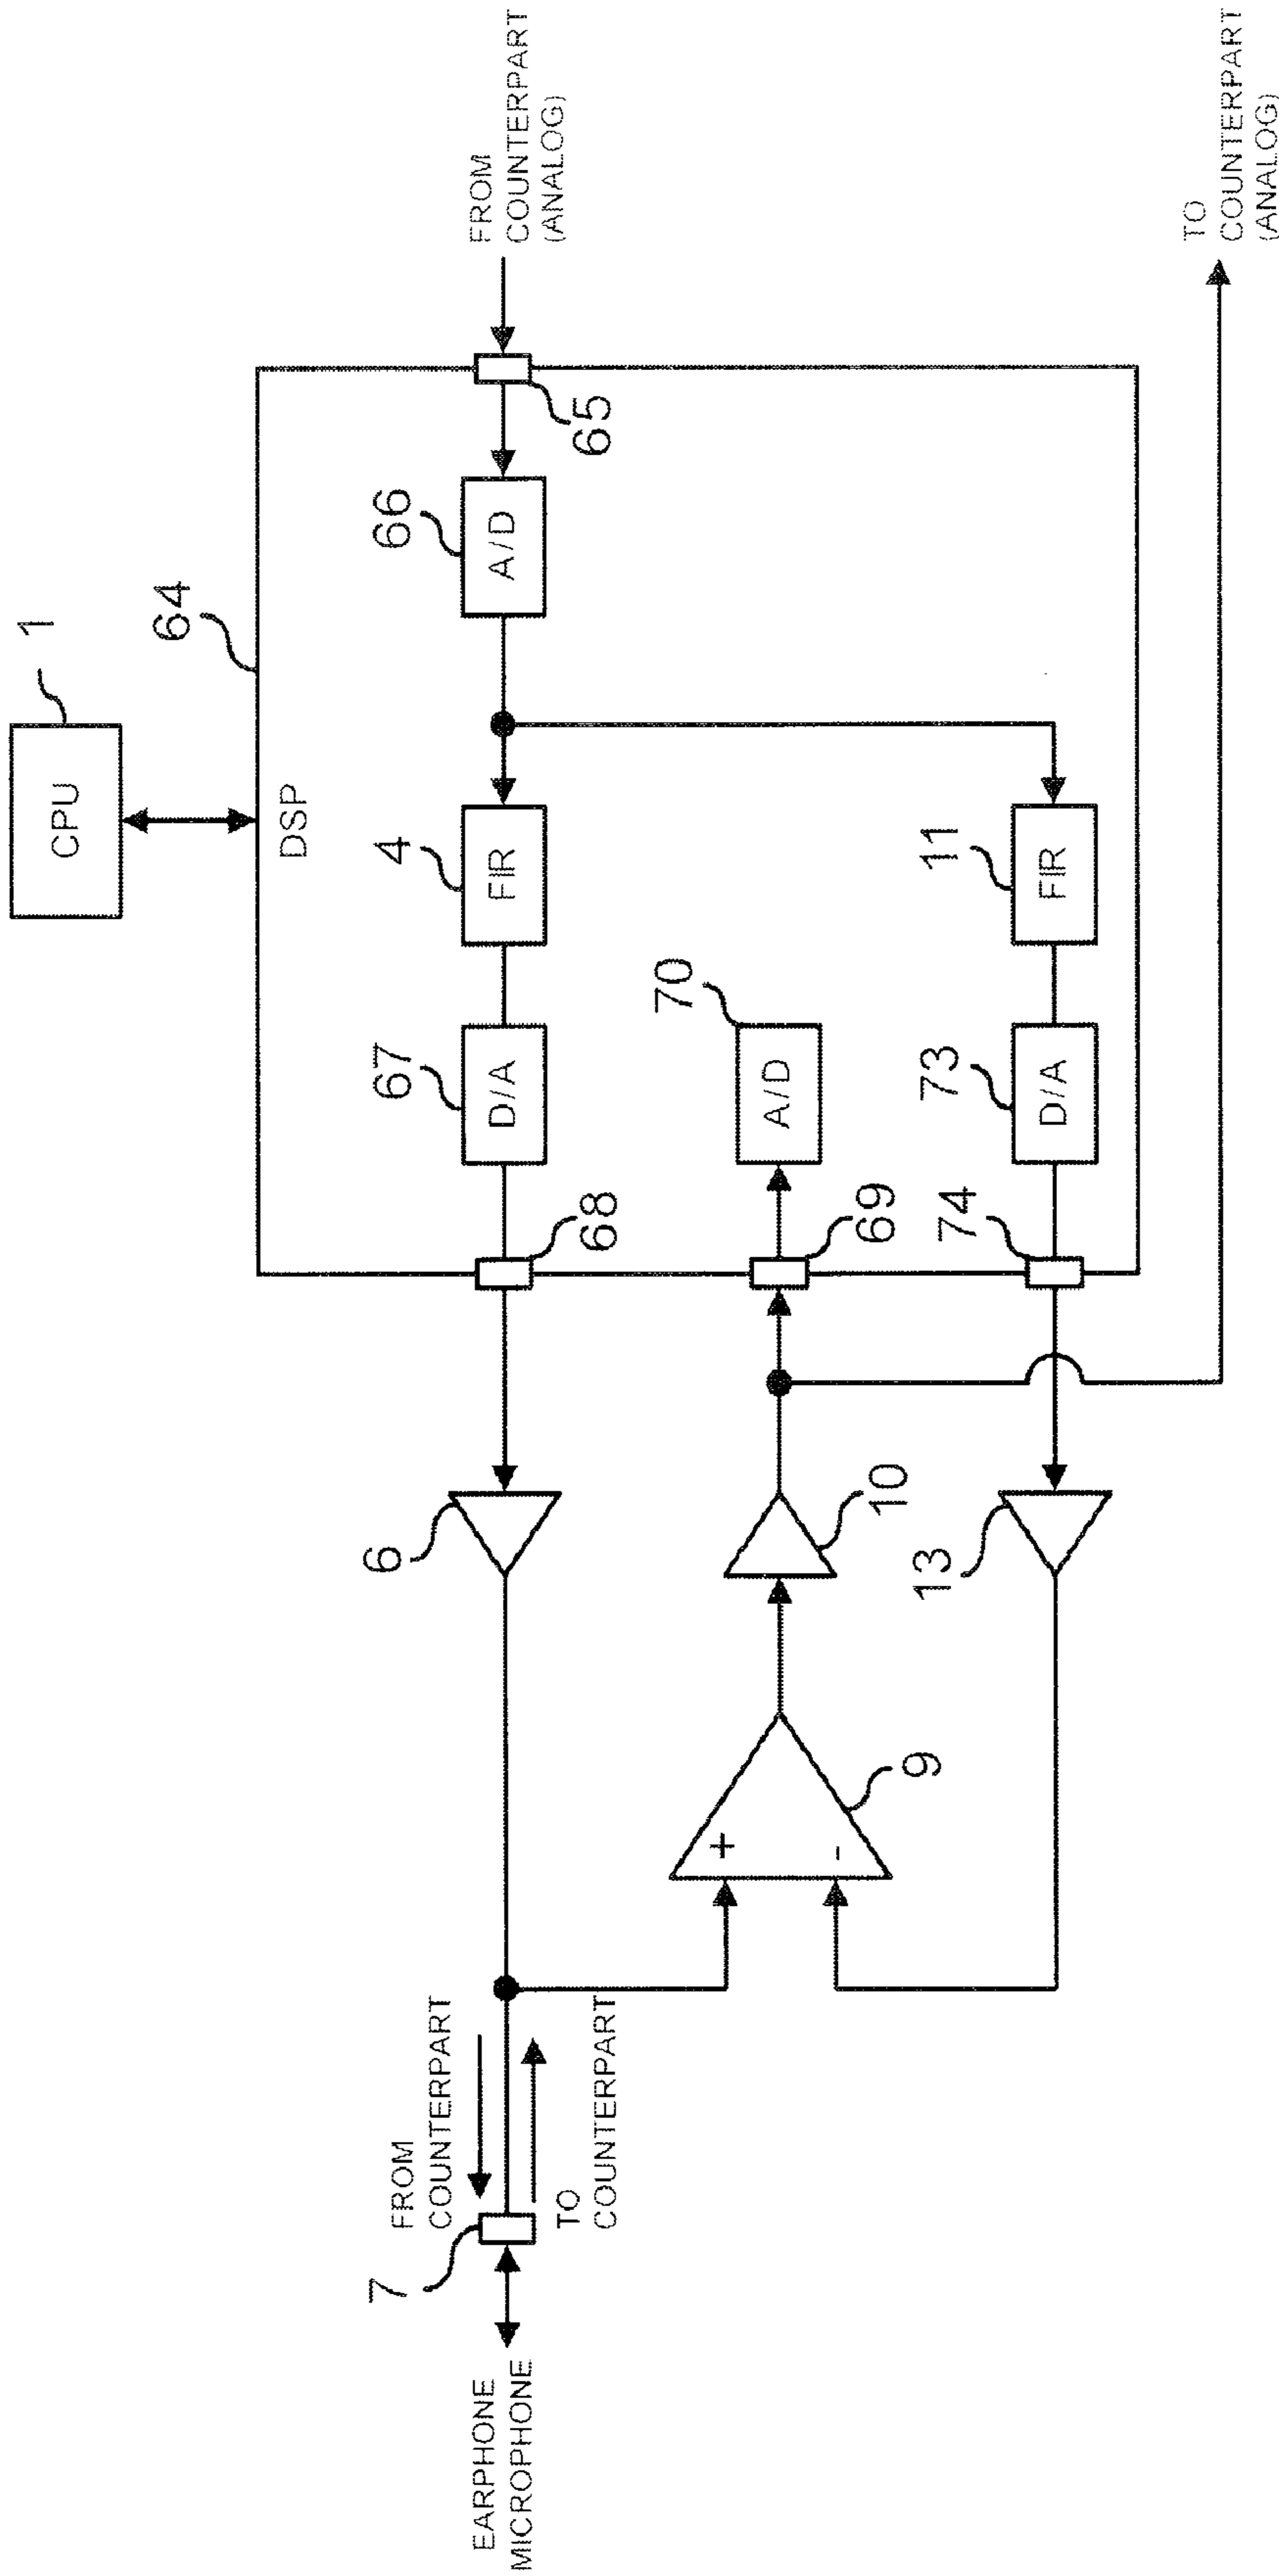 CPU
1
64
DSP
FROM
COUNTERPART
(ANALOG)
65
66
A/D
4
FIR
67
D/A
68
6
FROM
COUNTERPART
TO
COUNTERPART
7
EARPHONE
MICROPHONE
70
A/D
69
10
+
-
9
11
FIR
73
D/A
74
13
TO
COUNTERPART
(ANALOG)